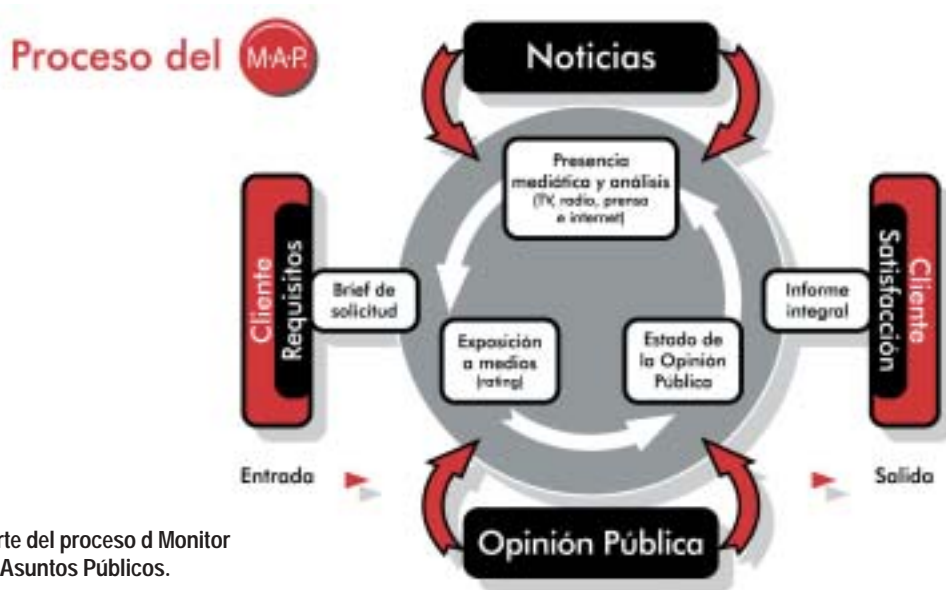 Proceso del M·A·P.
Noticias
Presencia
mediática y análisis
(TV, radio, prensa
e internet)
Cliente
Requisitos
Brief de
solicitud
Exposición
a medios
(rating)
Estado de
la Opinión
Pública
Informe
integral
Satisfacción
Cliente
Entrada
Salida
Opinión Pública
rte del proceso d Monitor
Asuntos Públicos.